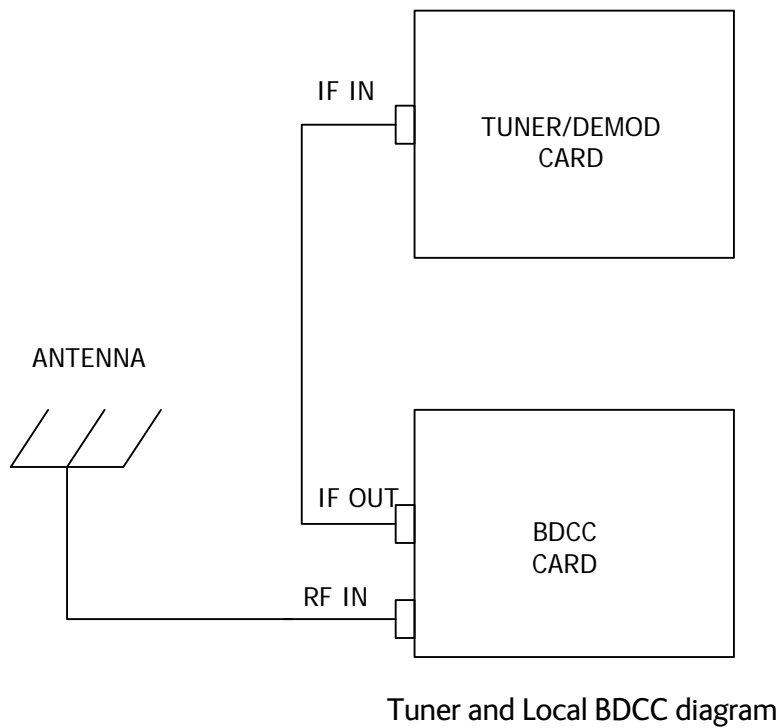 IF IN
TUNER/DEMOD
CARD
ANTENNA
IF OUT
BDCC
CARD
RF IN
Tuner and Local BDCC diagram